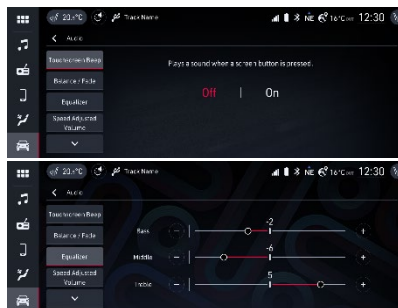 20.5°C
Track Name
NE
16°C
12:30
Audio
Touchscreen Beep
Balance / Fade
Equalizer
Speed Adjusted
Volume
Plays a sound when a screen button is pressed.
Off | On
20.5°C
Track Name
NE
16°C
12:30
Audio
Touchscreen Beep
Balance / Fade
Equalizer
Speed Adjusted
Volume
-2
Bass
-6
Middle
5
Treble